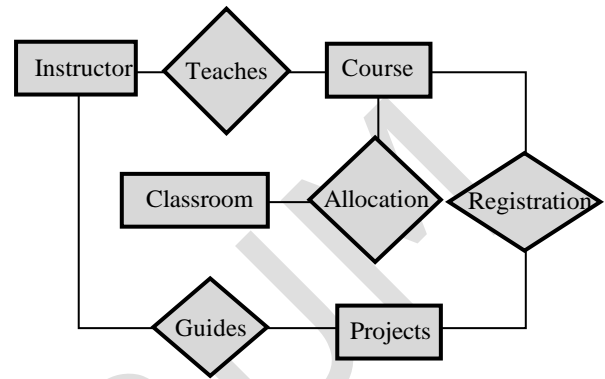 Instructor
Teaches
Course
Classroom
Allocation
Registration
Guides
Projects